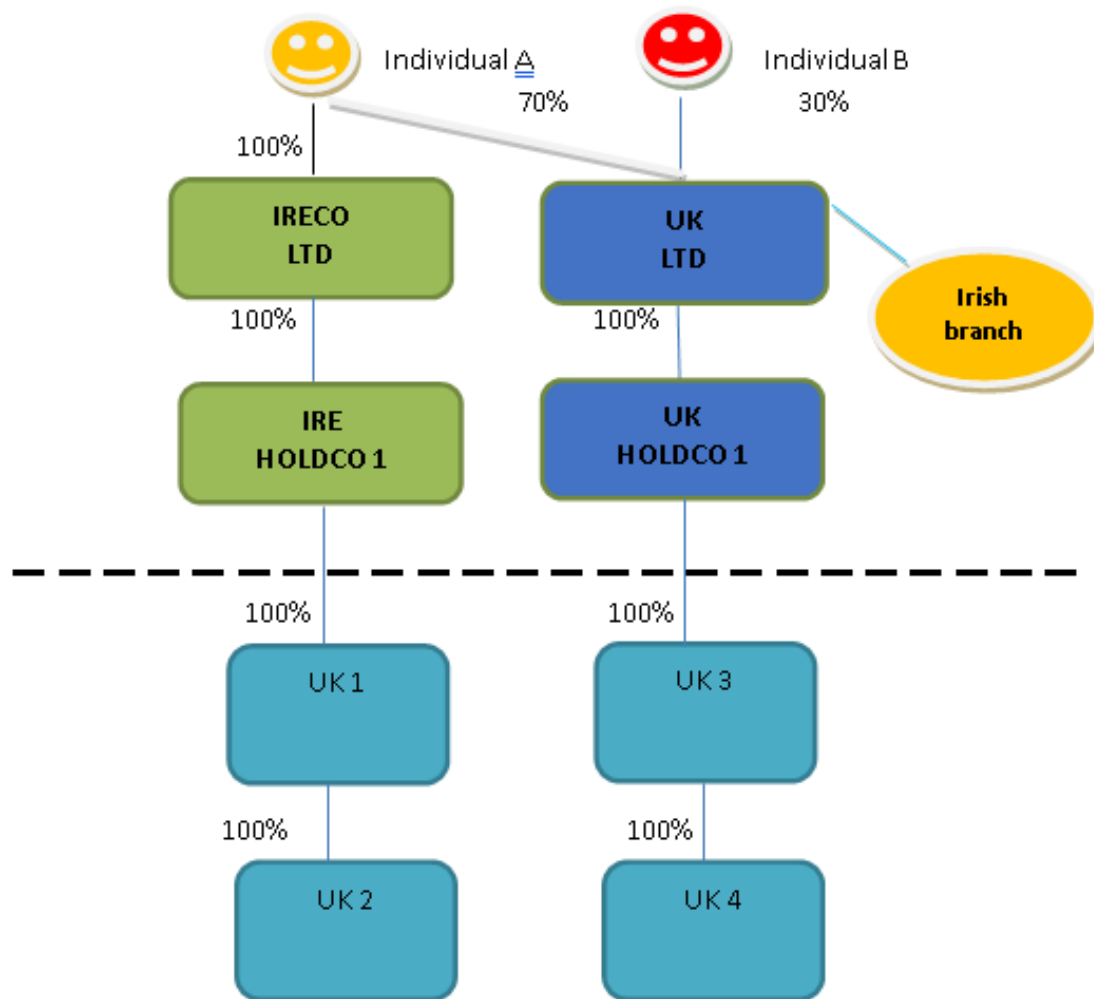 Individual A
70%
Individual B
30%
100%
IRECO
LTD
UK
LTD
100%
100%
Irish
branch
IRE
HOLDCO 1
UK
HOLDCO 1
100%
100%
UK 1
UK 3
100%
100%
UK 2
UK 4